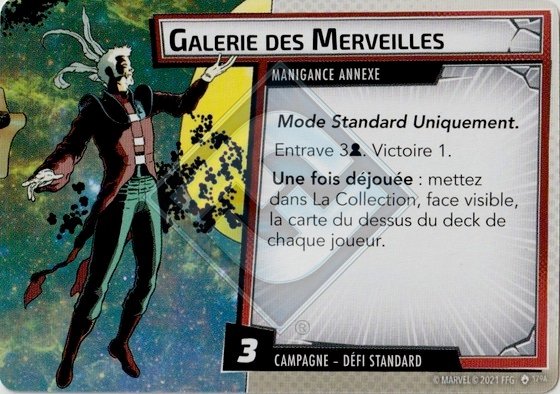 Galerie des Merveilles
MANIGANCE ANNEXE
Mode Standard Uniquement.
Entrave 3. Victoire 1.
Une fois déjouée : mettez
dans La Collection, face visible,
la carte du dessus du deck de
chaque joueur.
3
CAMPAGNE – DÉFI STANDARD
© MARVEL © 2021 FFG 179A
®